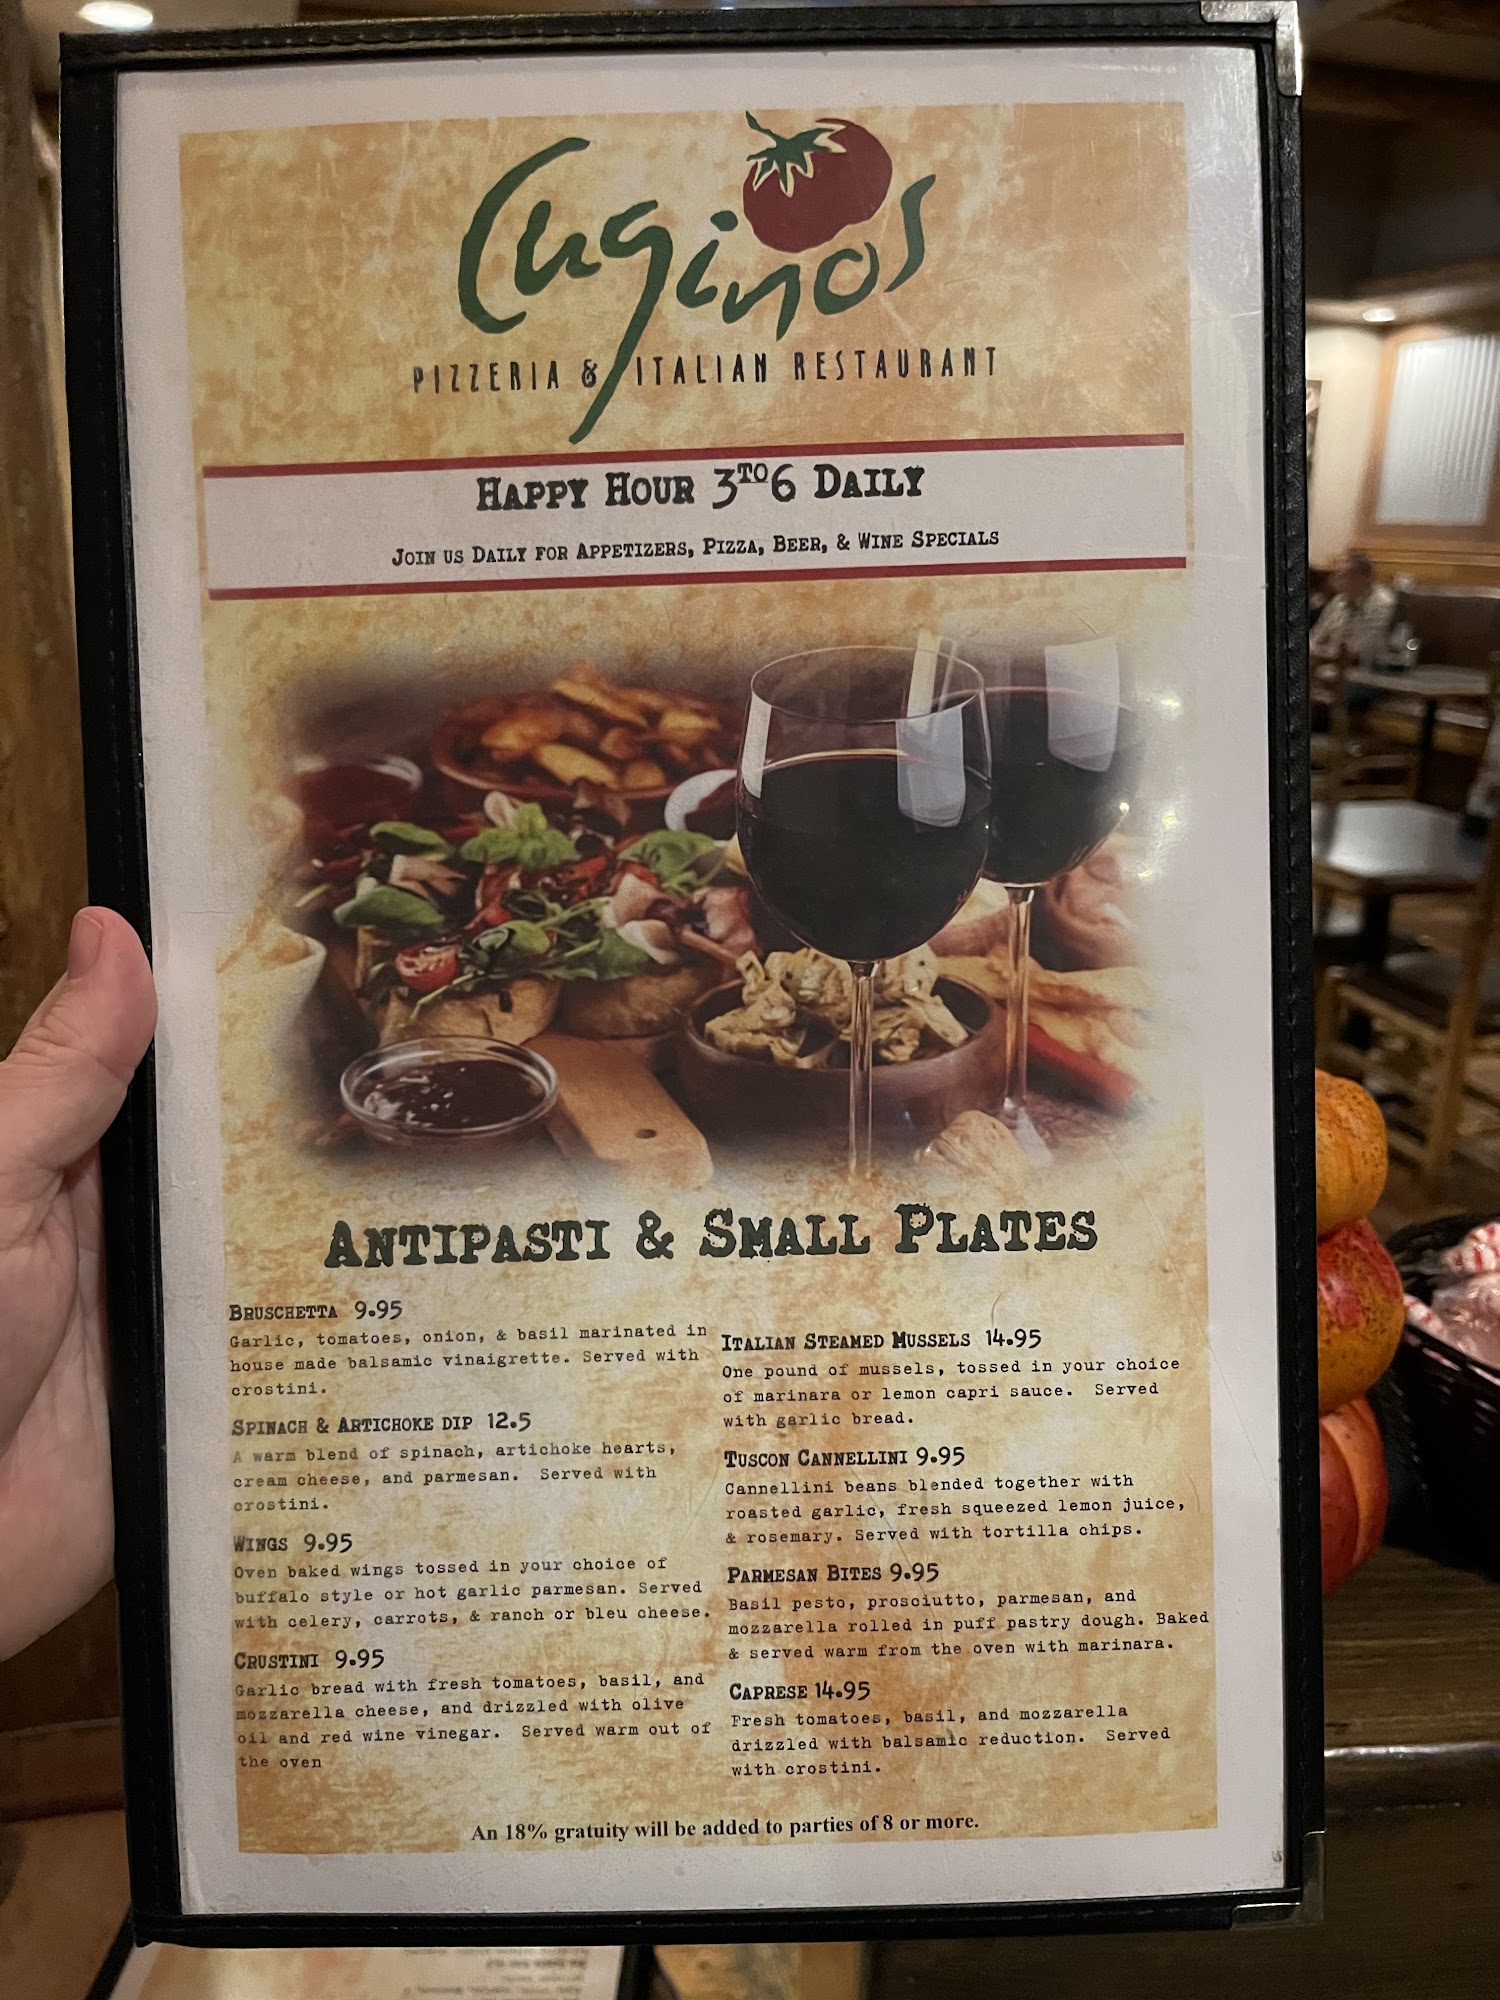 Cuginos
PIZZERIA & ITALIAN RESTAURANT
HAPPY HOUR 3TO6 DAILY
JOIN US DAILY FOR APPETIZERS, PIZZA, BEER, & WINE SPECIALS
ANTIPASTI & SMALL PLATES
BRUSCHETTA 9.95
Garlic, tomatoes, onion, & basil marinated in
house made balsamic vinaigrette. Served with
crostini.
SPINACH & ARTICHOKE DIP 12.5
A warm blend of spinach, artichoke hearts,
cream cheese, and parmesan. Served with
crostini.
WINGS 9.95
Oven baked wings tossed in your choice of
buffalo style or hot garlic parmesan. Served
with celery, carrots, & ranch or bleu cheese.
CRUSTINI 9.95
Garlic bread with fresh tomatoes, basil, and
mozzarella cheese, and drizzled with olive
oil and red wine vinegar. Served warm out of
the oven
ITALIAN STEAMED MUSSELS 14.95
One pound of mussels, tossed in your choice
of marinara or lemon capri sauce. Served
with garlic bread.
TUSCON CANNELLINI 9.95
Cannellini beans blended together with
roasted garlic, fresh squeezed lemon juice,
& rosemary. Served with tortilla chips.
PARMESAN BITES 9.95
Basil pesto, prosciutto, parmesan, and
mozzarella rolled in puff pastry dough. Baked
& served warm from the oven with marinara.
CAPRESE 14.95
Fresh tomatoes, basil, and mozzarella
drizzled with balsamic reduction. Served
with crostini.
An 18% gratuity will be added to parties of 8 or more.